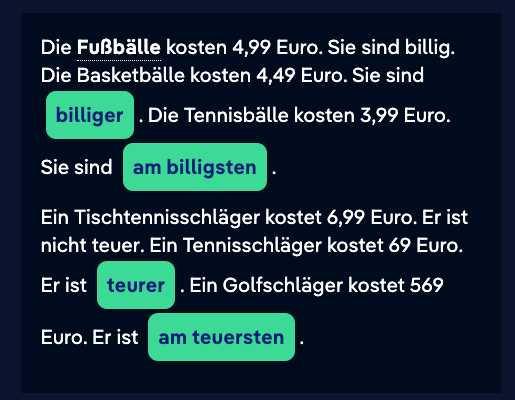 Die Fußbälle kosten 4,99 Euro. Sie sind billig.
Die Basketbälle kosten 4,49 Euro. Sie sind
billiger . Die Tennisbälle kosten 3,99 Euro.
Sie sind am billigsten .
Ein Tischtennisschläger kostet 6,99 Euro. Er ist
nicht teuer. Ein Tennisschläger kostet 69 Euro.
Er ist teurer . Ein Golfschläger kostet 569
Euro. Er ist am teuersten .